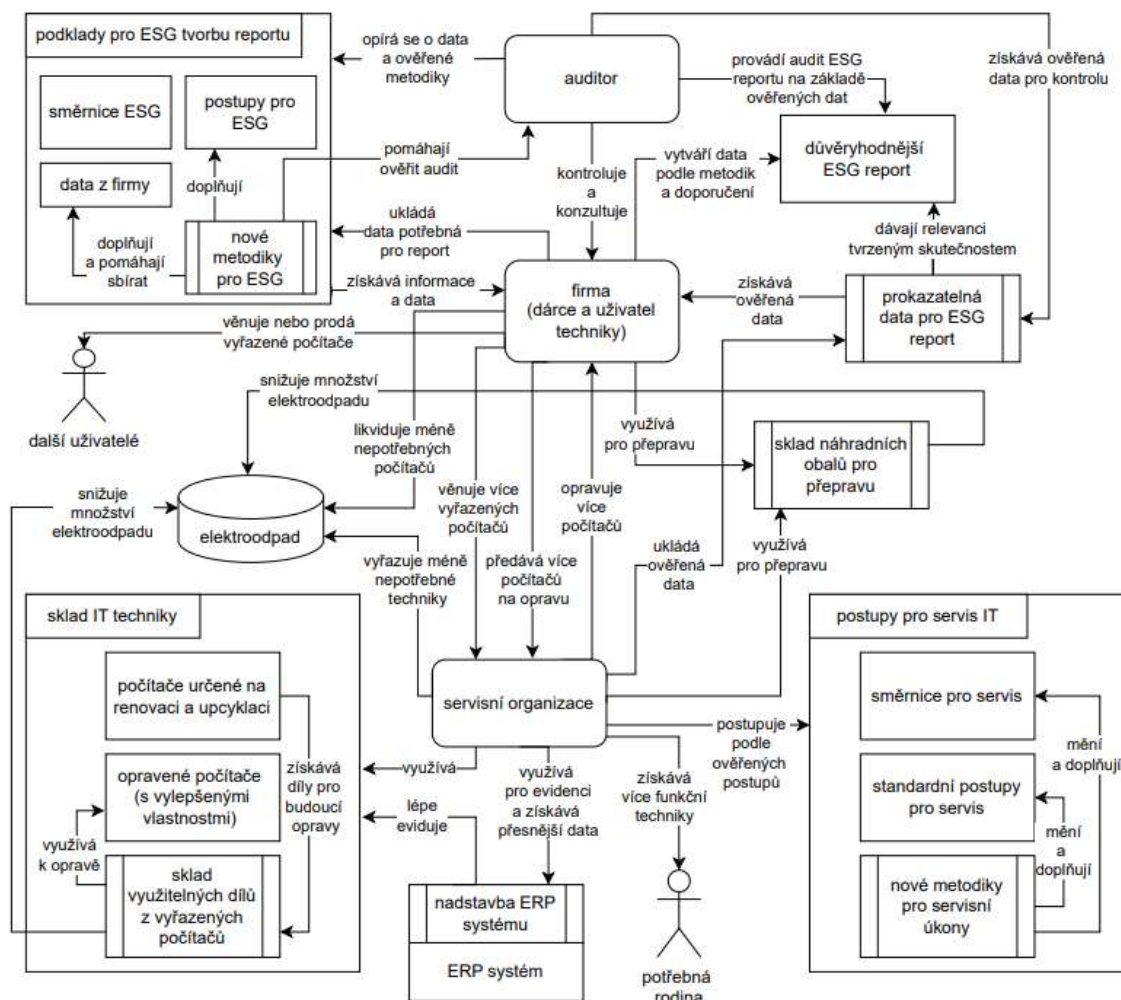 podklady pro ESG tvorbu reportu
směrnice ESG
postupy pro
ESG
data z firmy
doplňují
doplňují
a pomáhají
sbírat
nové
metodiky
pro ESG
opírá se o data
a ověřené
metodiky
auditor
provádí audit ESG
reportu na základě
ověřených dat
získává ověřená
data pro kontrolu
pomáhají
ověřit audit
kontroluje
a
konzultuje
vytváří data
podle metodik
a doporučení
důvěryhodnější
ESG report
ukládá
data potřebná
pro report
získává informace
a data
firma
(dárce a uživatel
techniky)
získává
ověřená
data
dávají relevanci
tvrzeným skutečnostem
prokazatelná
data pro ESG
report
věnuje nebo prodá
vyřazené počítače
další uživatelé
snižuje množství
elektroodpadu
likviduje méně
nepotřebných
počítačů
využívá
pro přepravu
sklad náhradních
obalů pro
přepravu
snižuje
množství
elektroodpadu
elektroodpad
věnuje více
vyřazených
počítačů
opravuje
více
počítačů
vyřazuje méně
nepotřebné
techniky
předává více
počítačů
na opravu
ukládá
ověřená
data
využívá
pro přepravu
sklad IT techniky
počítače určené na
renovaci a upcyklaci
opravené počítače
(s vylepšenými
vlastnostmi)
získává
díly pro
budoucí
opravy
využívá
k opravě
sklad
využitelných dílů
z vyřazených
počítačů
servisní organizace
využívá
lépe
eviduje
využívá
pro evidenci
a získává
přesnější data
nadstavba ERP
systému
ERP systém
získává
více funkční
techniky
potřebná
rodina
postupuje
podle
ověřených
postupů
postupy pro servis IT
směrnice pro servis
mění
a doplňují
standardní postupy
pro servis
mění
a
doplňují
nové metodiky
pro servisní
úkony